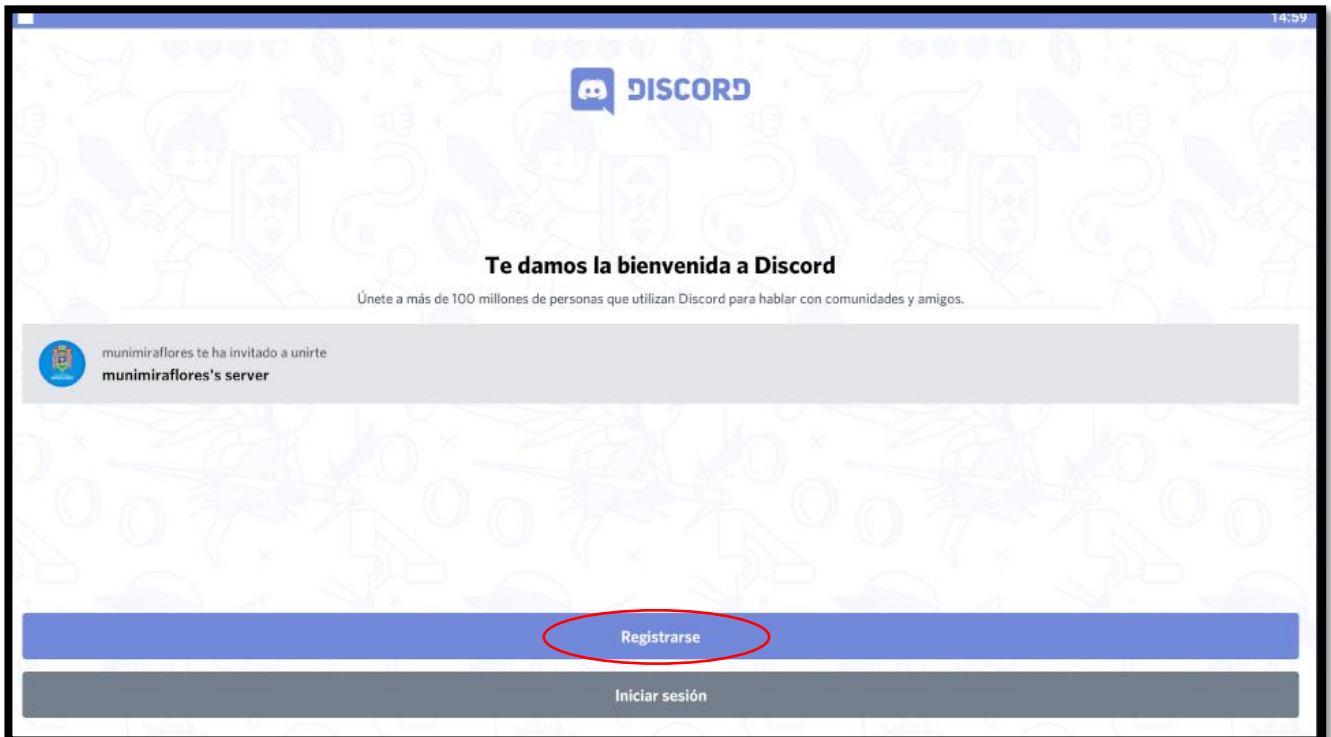 14:59
DISCORD
Te damos la bienvenida a Discord
Únete a más de 100 millones de personas que utilizan Discord para hablar con comunidades y amigos.
munimiraflores te ha invitado a unirte
munimiraflores's server
Registrarse
Iniciar sesión